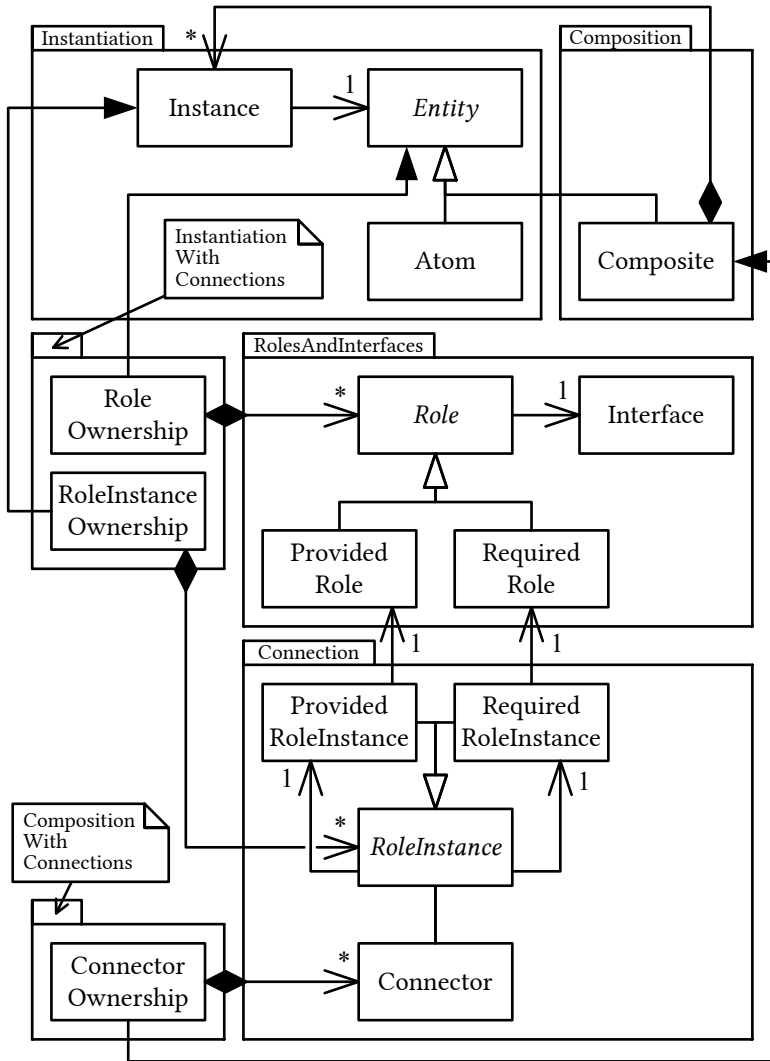 Instantiation
*
Composition
Instance
1
Entity
Instantiation
With
Connections
Atom
Composite
RolesAndInterfaces
Role
Ownership
*
Role
1
Interface
RoleInstance
Ownership
Provided
Role
Required
Role
1
1
Connection
Provided
RoleInstance
Required
RoleInstance
1
1
Composition
With
Connections
*
RoleInstance
Connector
Ownership
*
Connector